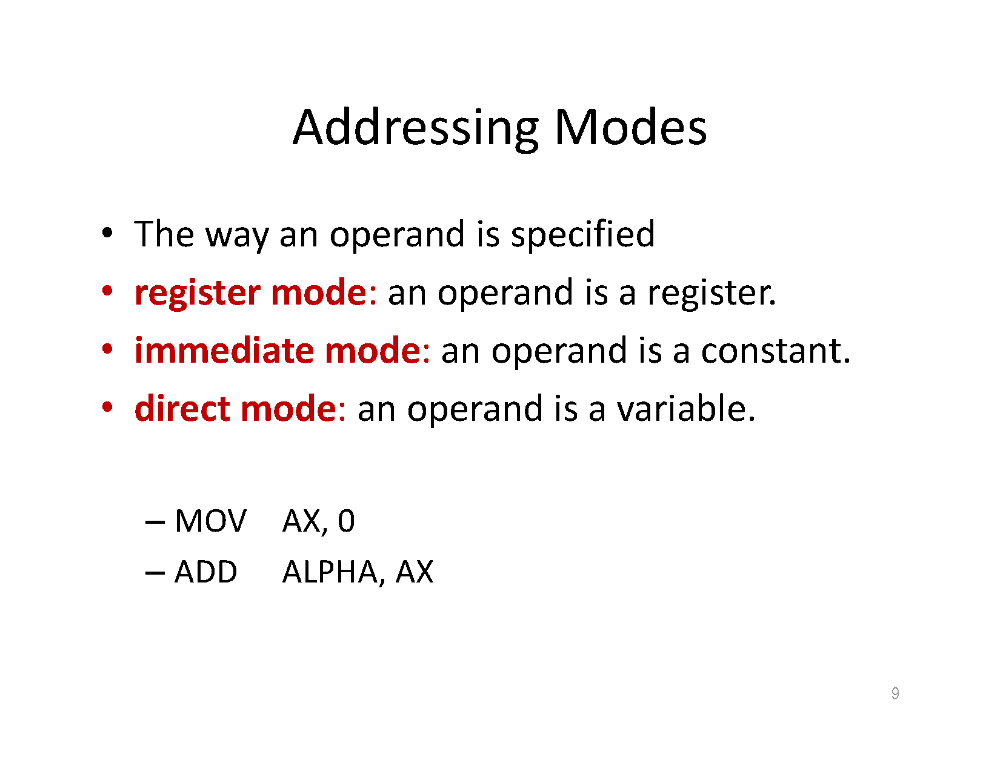 Addressing Modes
• The way an operand is specified
• register mode: an operand is a register.
• immediate mode: an operand is a constant.
• direct mode: an operand is a variable.
– MOV AX, 0
– ADD ALPHA, AX
9